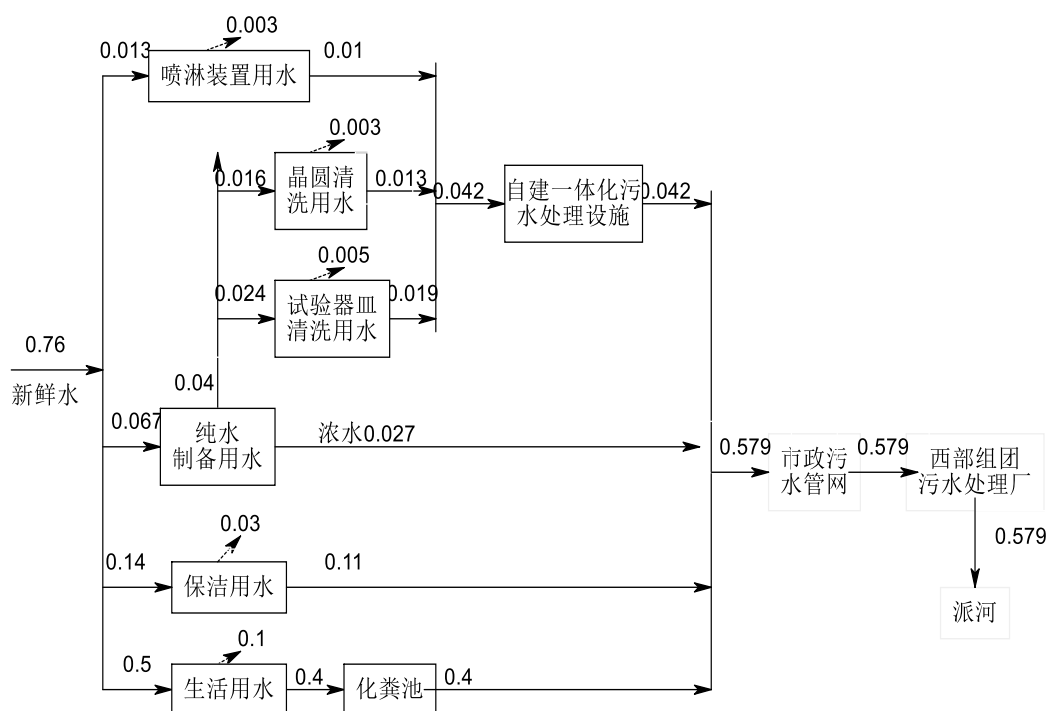 0.003
0.013
喷淋装置用水
0.01
0.003
0.016
晶圆清
洗用水
0.013
0.042
自建一体化污
水处理设施
0.042
0.005
0.024
试验器皿
清洗用水
0.019
0.76
新鲜水
0.04
0.067
纯水
制备用水
浓水0.027
0.579
市政污
水管网
0.579
西部组团
污水处理厂
0.579
派河
0.03
0.14
保洁用水
0.11
0.1
0.5
生活用水
0.4
化粪池
0.4